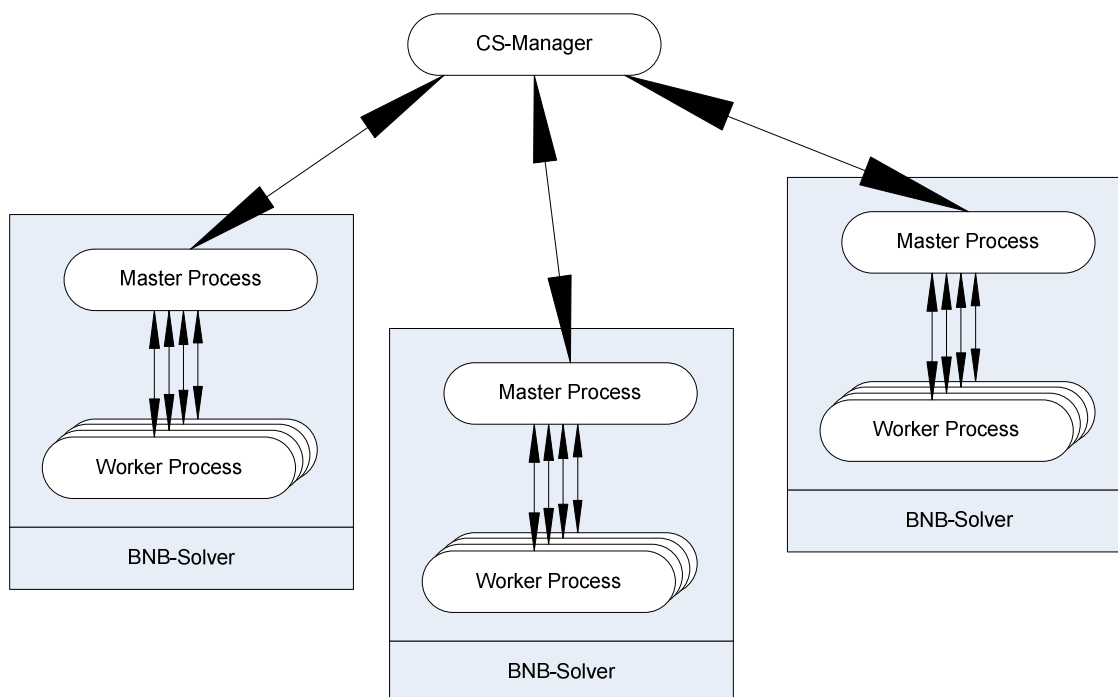 CS-Manager
Master Process
Worker Process
BNB-Solver
Master Process
Worker Process
BNB-Solver
Master Process
Worker Process
BNB-Solver